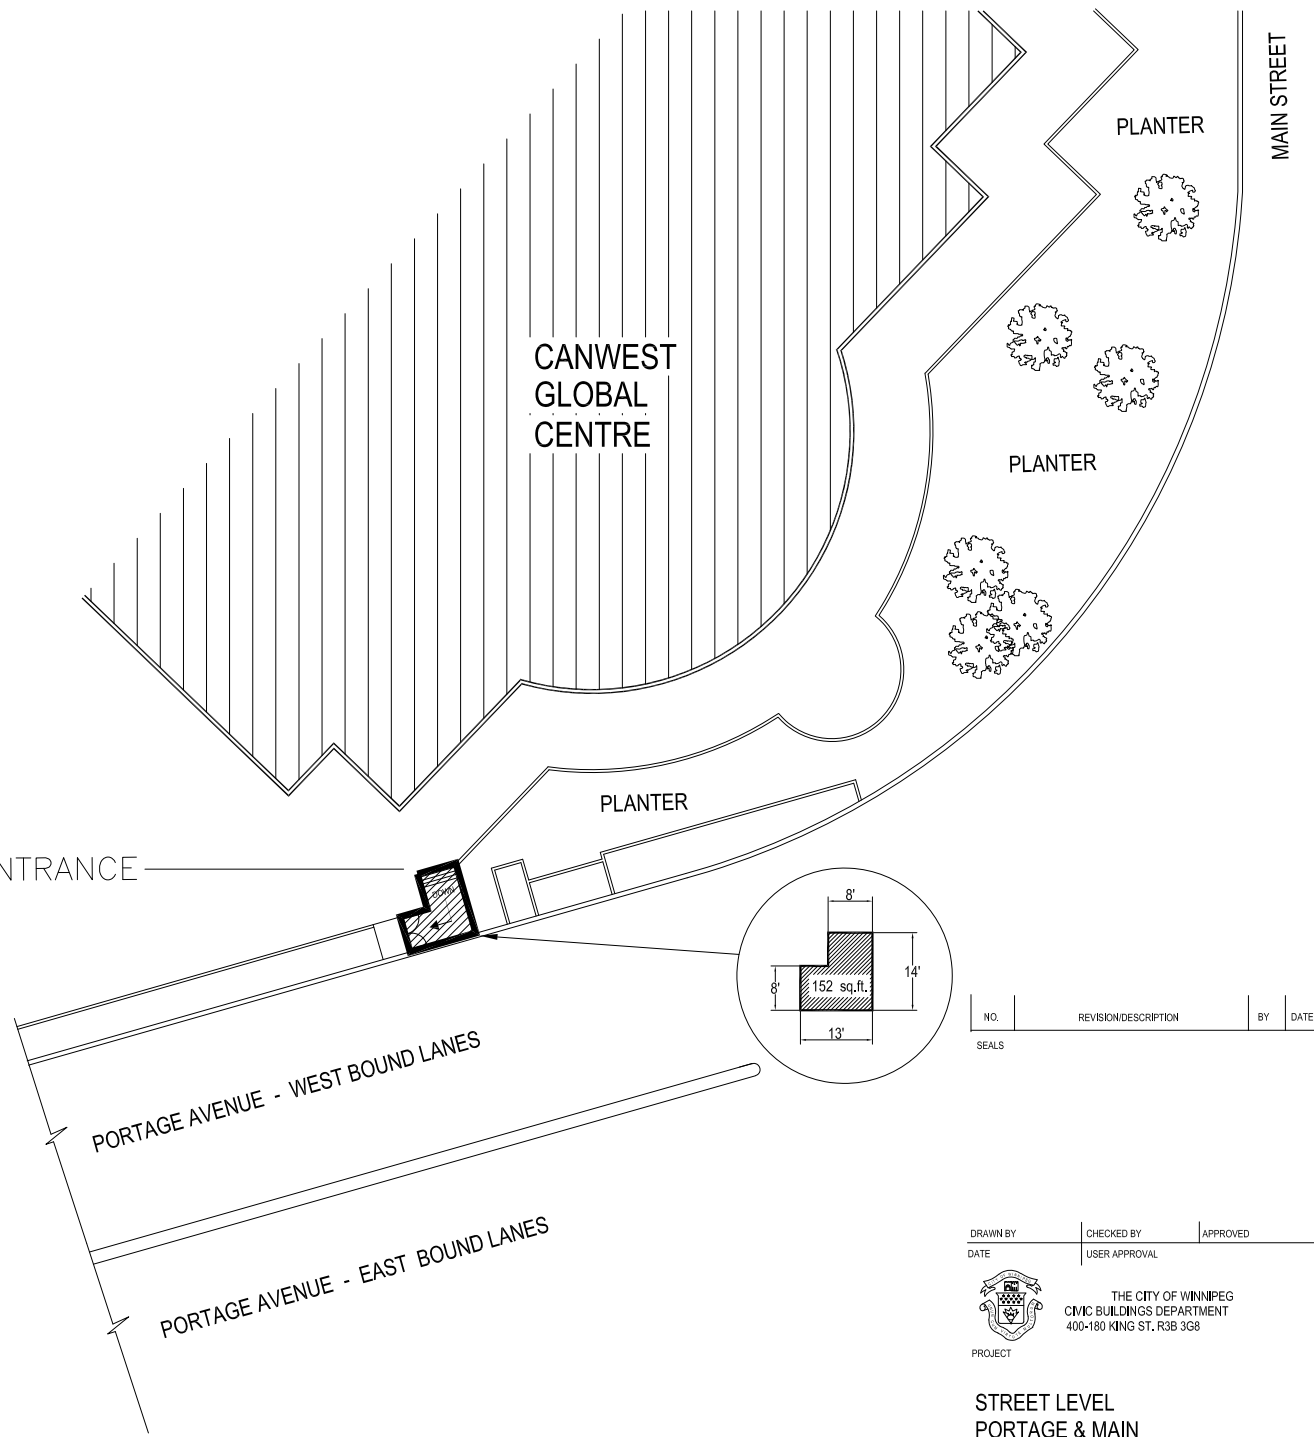 MAIN STREET
PLANTER
CANWEST
GLOBAL
CENTRE
PLANTER
PLANTER
NTRANCE
DOWN
8'
14'
8'
152 sq.ft.
13'
NO. REVISION/DESCRIPTION BY DATE
SEALS
PORTAGE AVENUE - WEST BOUND LANES
PORTAGE AVENUE - EAST BOUND LANES
DRAWN BY CHECKED BY APPROVED
DATE USER APPROVAL
THE CITY OF WINNIPEG
CIVIC BUILDINGS DEPARTMENT
400-180 KING ST. R3B 3G8
PROJECT
STREET LEVEL
PORTAGE & MAIN